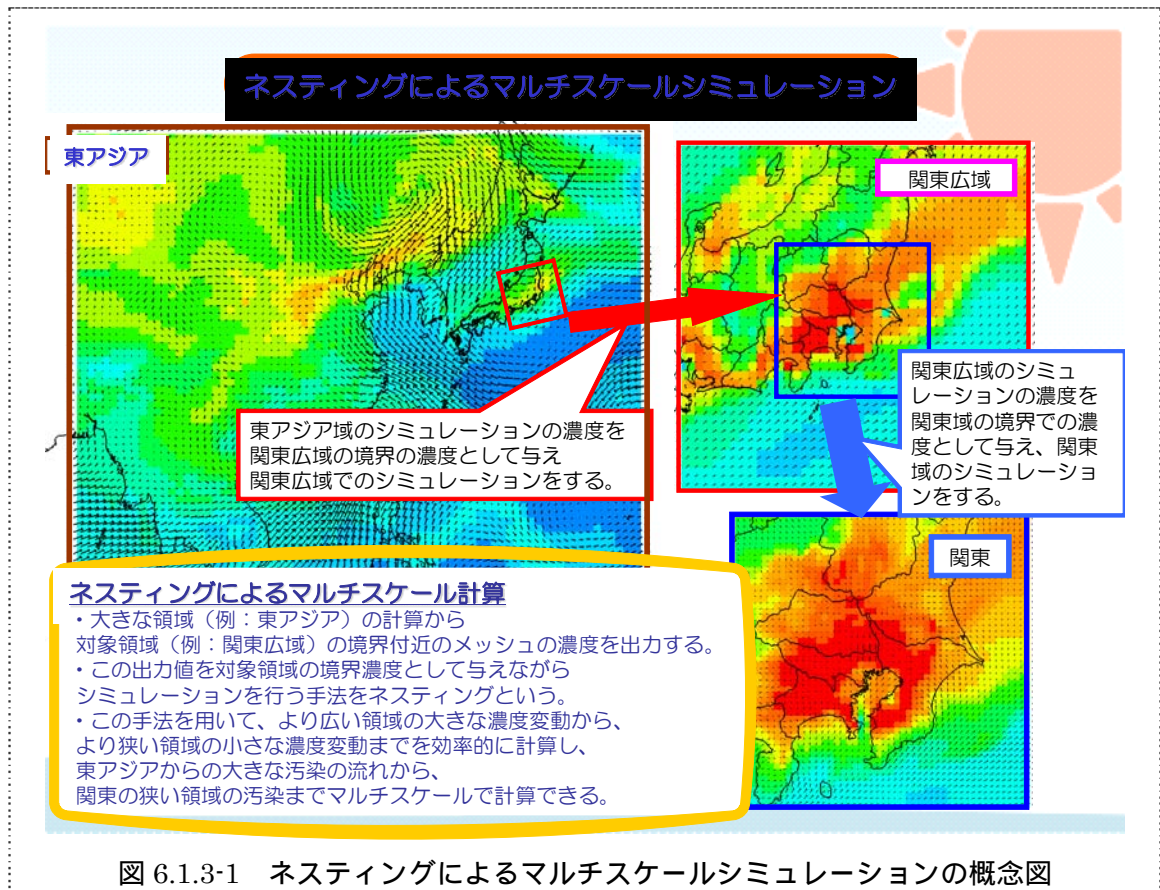 ネスティングによるマルチスケールシミュレーション
東アジア
関東広域
東アジア域のシミュレーションの濃度を
関東広域の境界の濃度として与え
関東広域でのシミュレーションをする。
関東広域のシミュ
レーションの濃度を
関東域の境界での濃
度として与え、関東
域のシミュレーショ
ンをする。
関東
ネスティングによるマルチスケール計算
・大きな領域（例：東アジア）の計算から
対象領域（例：関東広域）の境界付近のメッシュの濃度を出力する。
・この出力値を対象領域の境界濃度として与えながら
シミュレーションを行う手法をネスティングという。
・この手法を用いて、より広い領域の大きな濃度変動から、
より狭い領域の小さな濃度変動までを効率的に計算し、
東アジアからの大きな汚染の流れから、
関東の狭い領域の汚染までマルチスケールで計算できる。
図 6.1.3-1 ネスティングによるマルチスケールシミュレーションの概念図